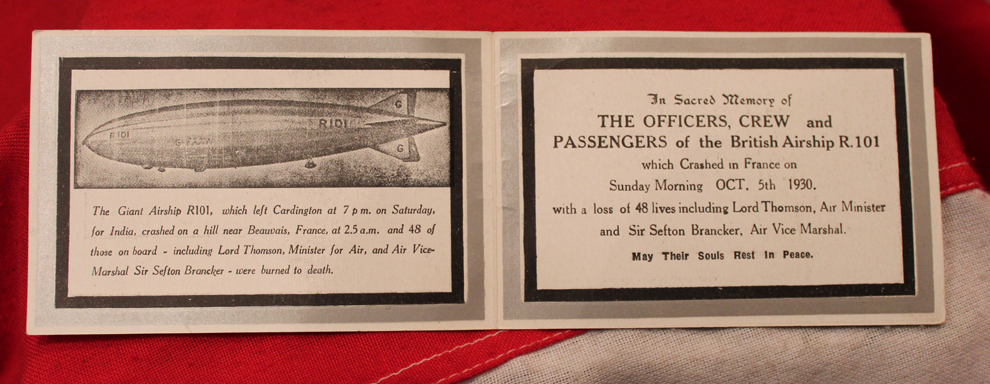 R101
G-FAAW
R101
G
G
The Giant Airship R101, which left Cardington at 7 p m. on Saturday,
for India, crashed on a hill near Beauvais, France, at 2.5 a.m. and 48 of
those on board - including Lord Thomson, Minister for Air, and Air Vice-
Marshal Sir Sefton Brancker - were burned to death.
In Sacred Memory of
THE OFFICERS, CREW and
PASSENGERS of the British Airship R.101
which Crashed in France on
Sunday Morning OCT. 5th 1930.
with a loss of 48 lives including Lord Thomson, Air Minister
and Sir Sefton Brancker, Air Vice Marshal.
May Their Souls Rest In Peace.